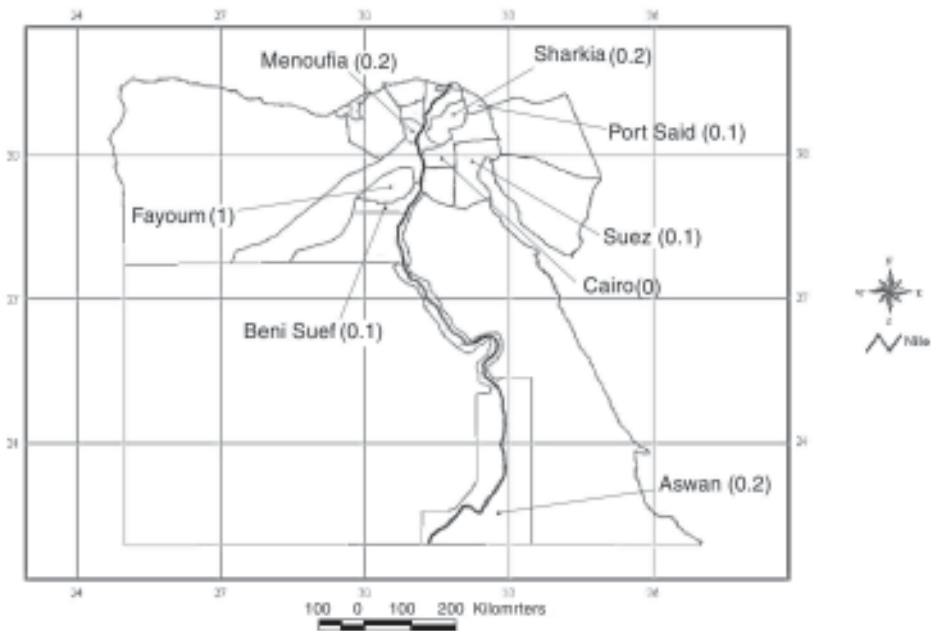 24 27 30 33 36
Menoufia (0.2)
Sharkia (0.2)
Port Said (0.1)
30 30
Fayoum (1)
Suez (0.1)
Cairo(0)
27 27
Beni Suef (0.1)
Nile
24 24
Aswan (0.2)
24 27 30 33 36
100 0 100 200 Kilomrters